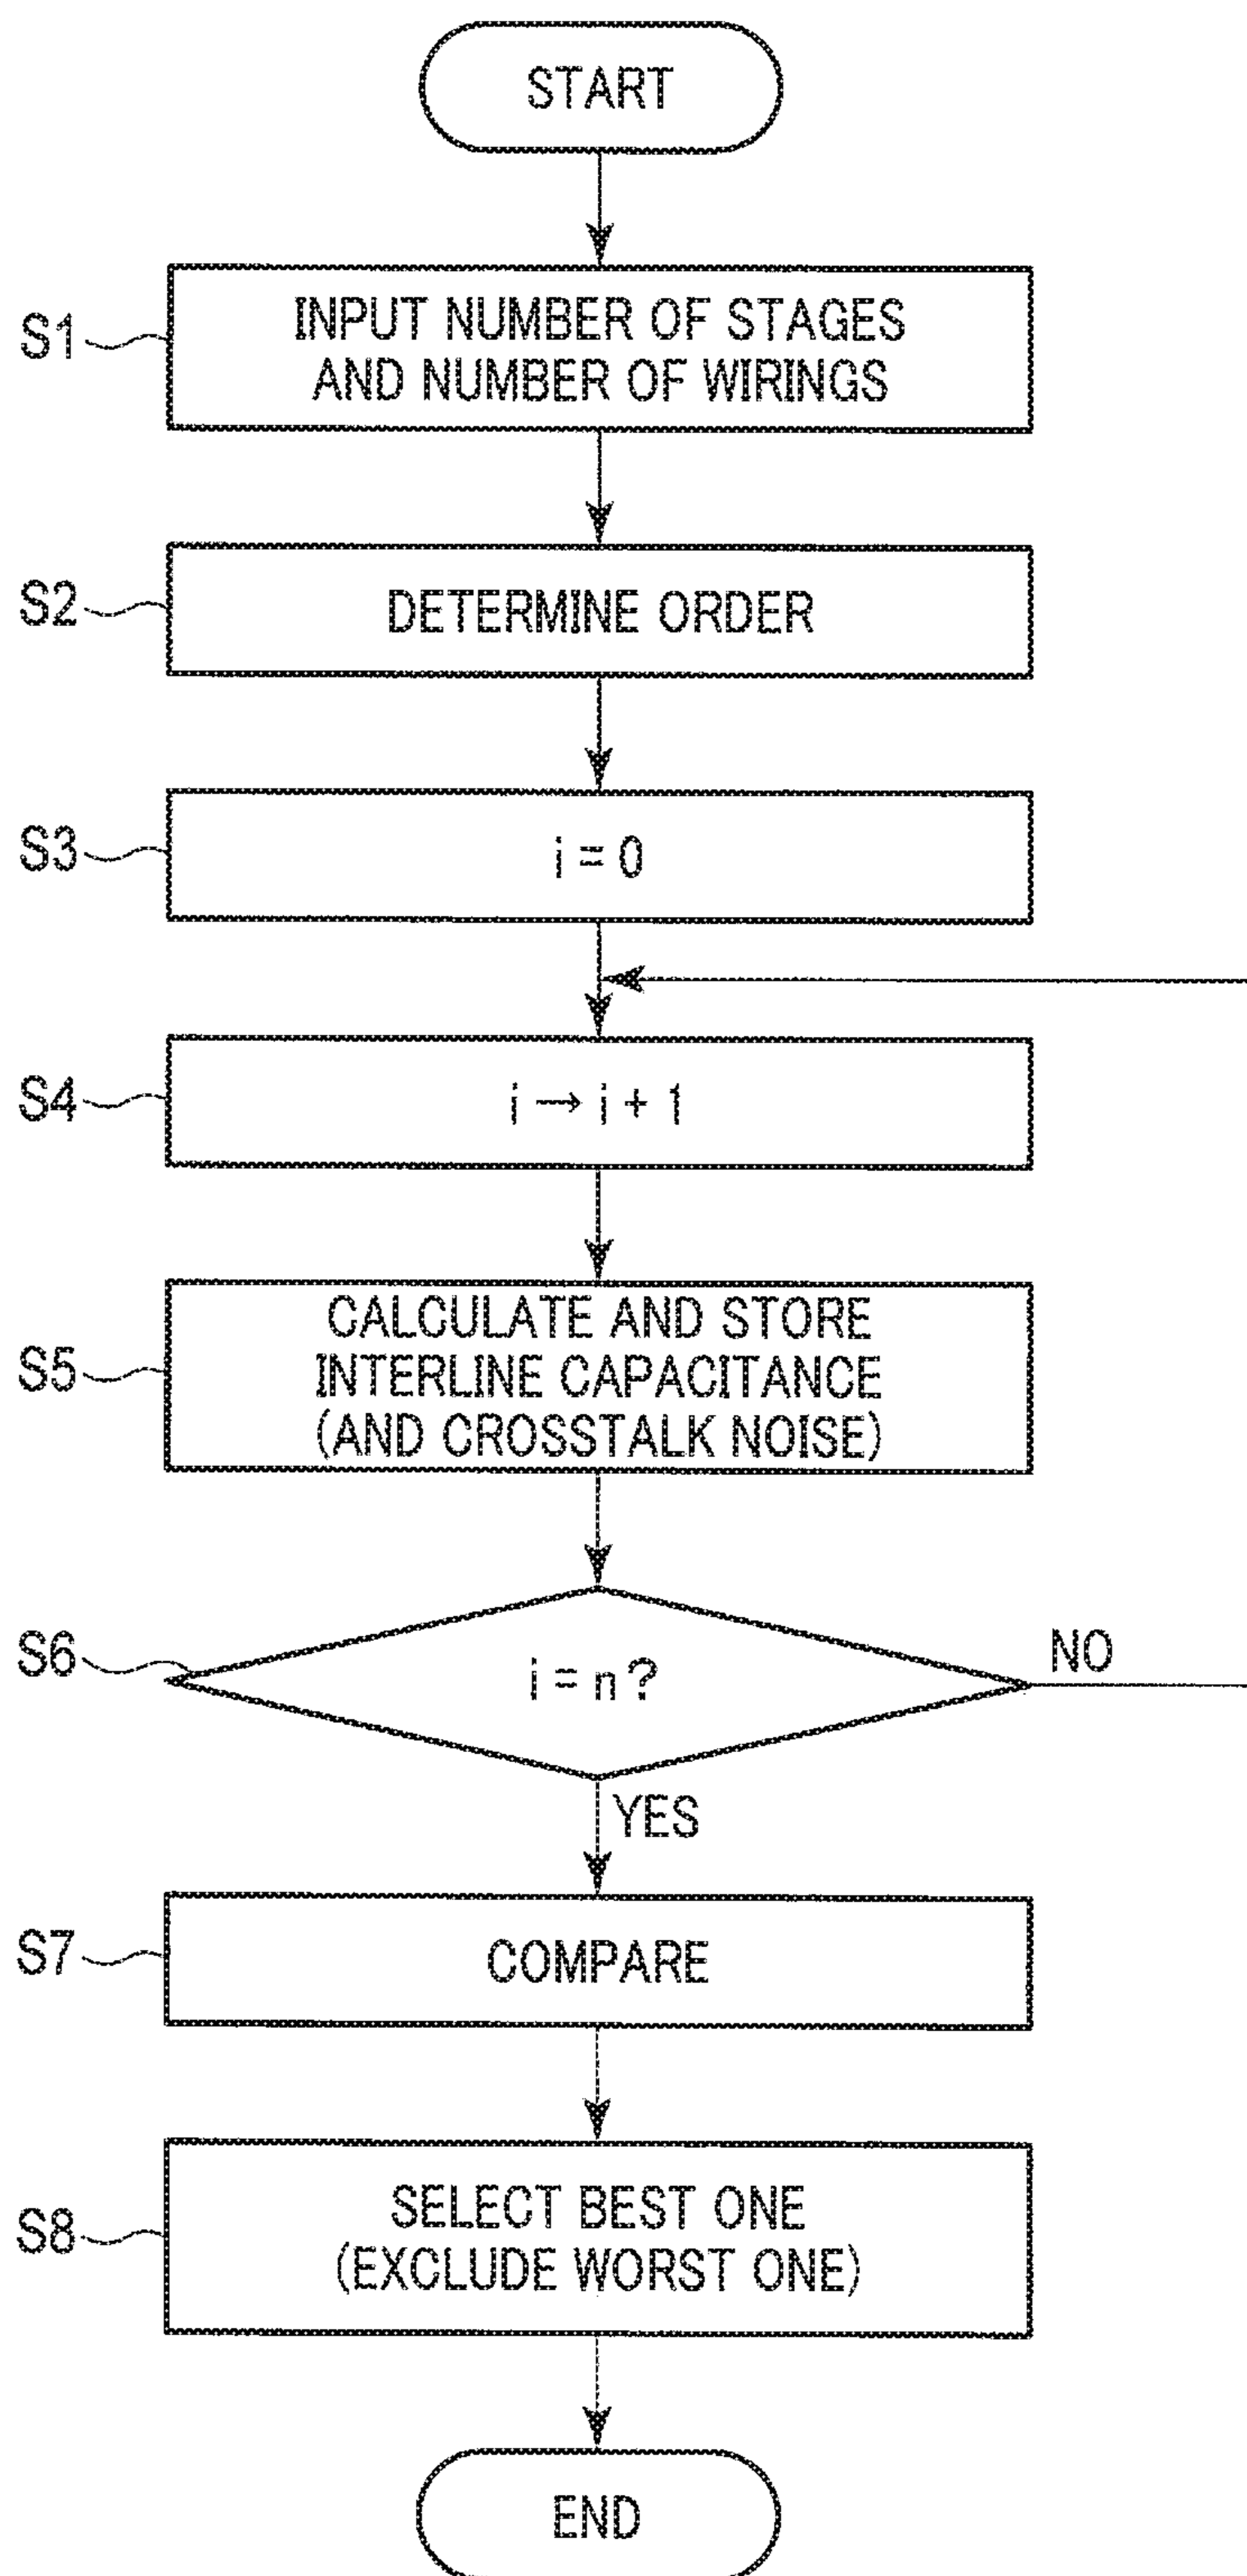 START
S1
INPUT NUMBER OF STAGES
AND NUMBER OF WIRINGS
S2
DETERMINE ORDER
S3
i = 0
S4
i → i + 1
S5
CALCULATE AND STORE
INTERLINE CAPACITANCE
(AND CROSSTALK NOISE)
S6
i = n ?
NO
YES
S7
COMPARE
S8
SELECT BEST ONE
(EXCLUDE WORST ONE)
END